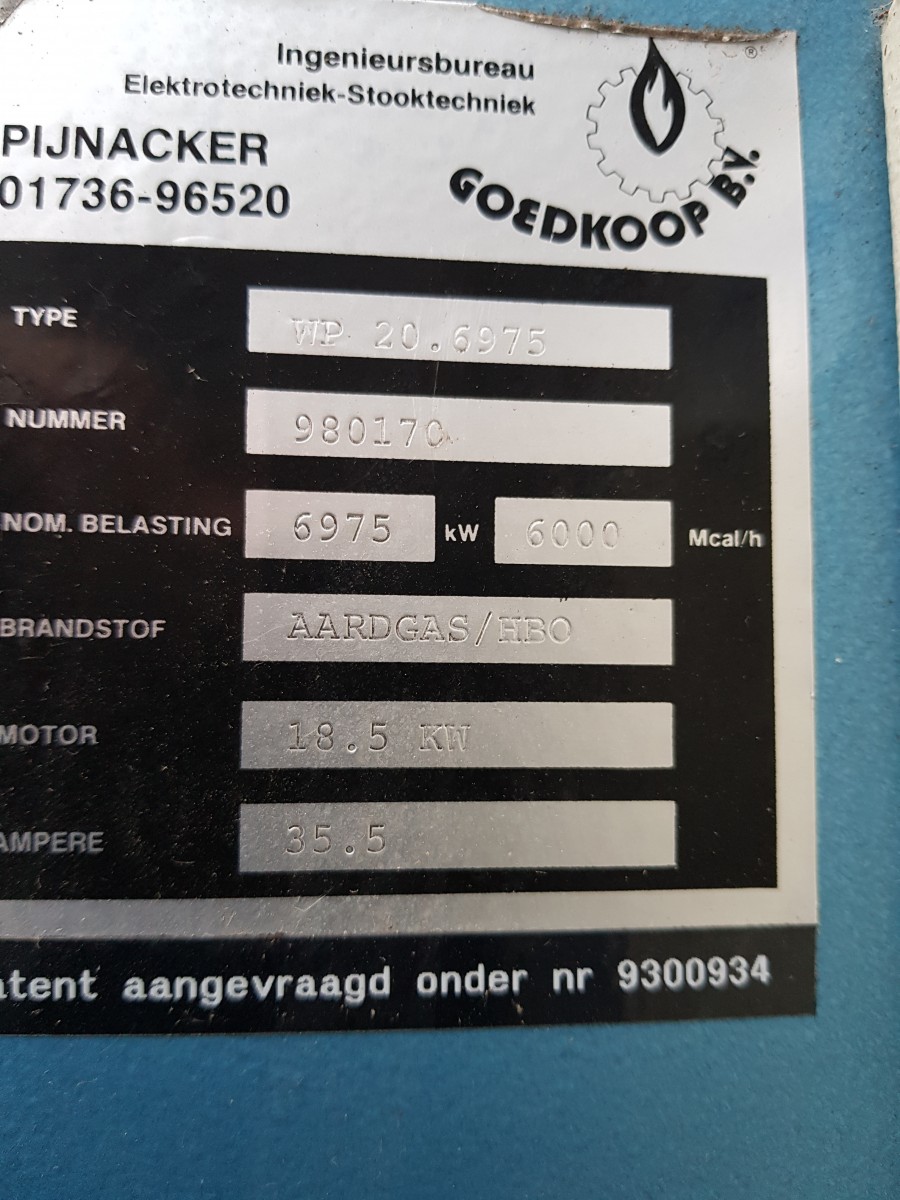 Ingenieursbureau
Elektrotechniek-Stooktechniek
®
PIJNACKER
01736-96520
GOEDKOOP B.V.
TYPE WP 20.6975
NUMMER 980170
NOM. BELASTING 6975 kW 6000 Mcal/h
BRANDSTOF AARDGAS/HBO
MOTOR 18.5 KW
AMPERE 35.5
atent aangevraagd onder nr 9300934